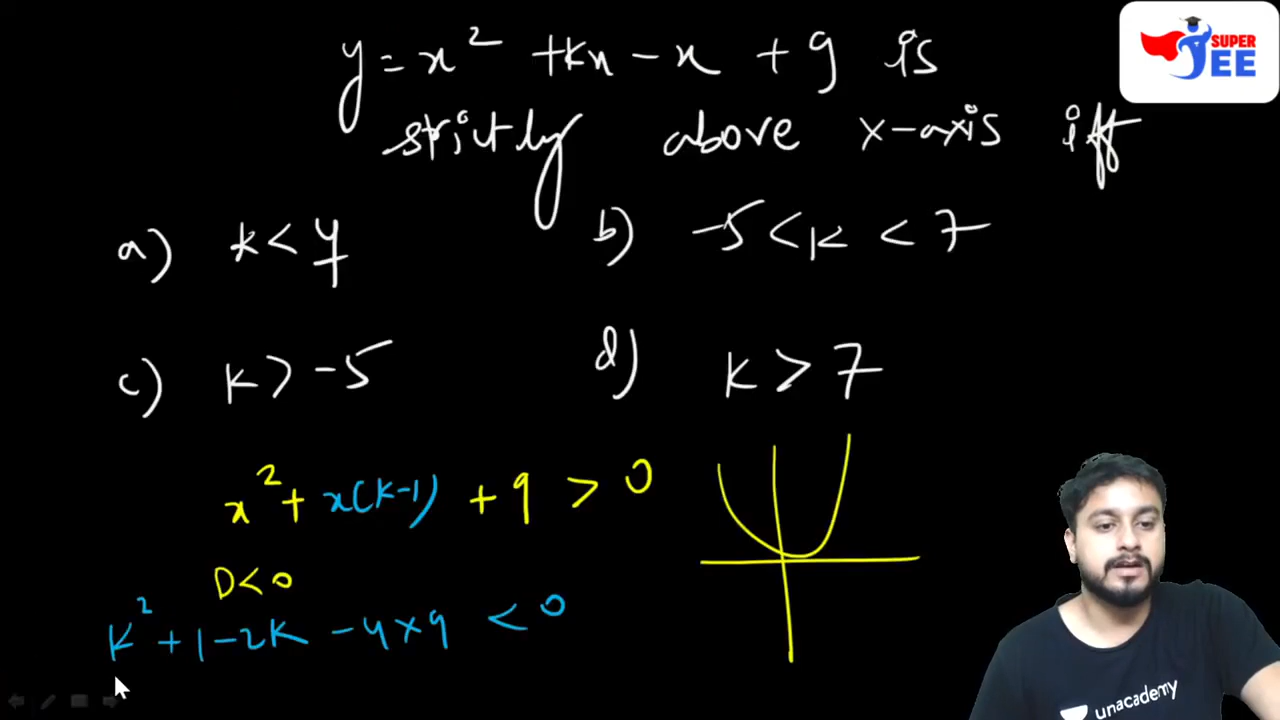 SUPER
JEE
y = x² + kx - x + 9 is
strictly above x-axis iff
a) k < 7
b) -5 < k < 7
c) k > -5
d) k > 7
x² + x(k-1) + 9 > 0
D < 0
k² + 1 - 2k - 4 × 9 < 0
unacademy